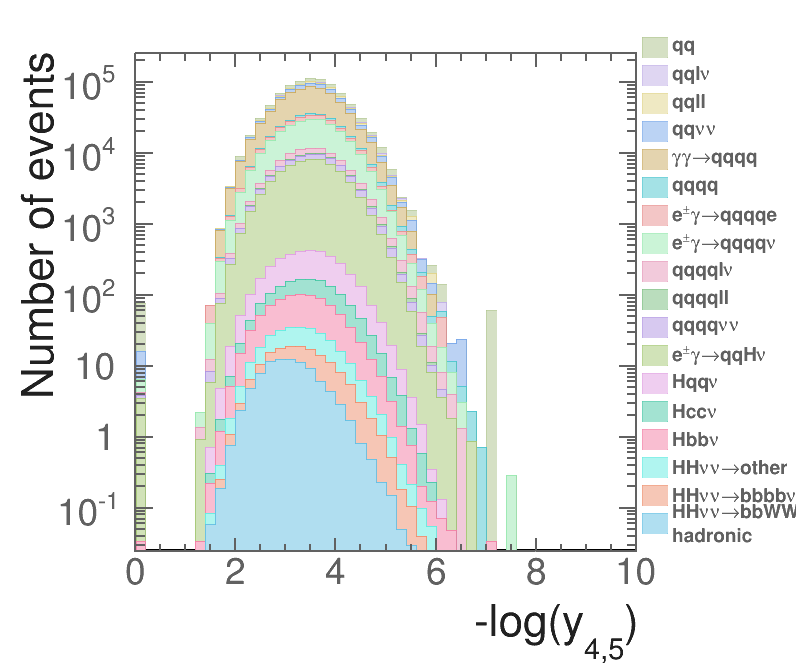 Number of events
10⁵
10⁴
10³
10²
10
1
10⁻¹
0 2 4 6 8 10
-log(y₄,₅)
qq
qqlν
qqll
qqνν
γγ→qqqq
qqqq
e±γ→qqqqe
e±γ→qqqqν
qqqqlν
qqqqll
qqqqνν
e±γ→qqHν
Hqqν
Hccν
Hbbν
HHνν→other
HHνν→bbbbν
HHνν→bbWW
hadronic